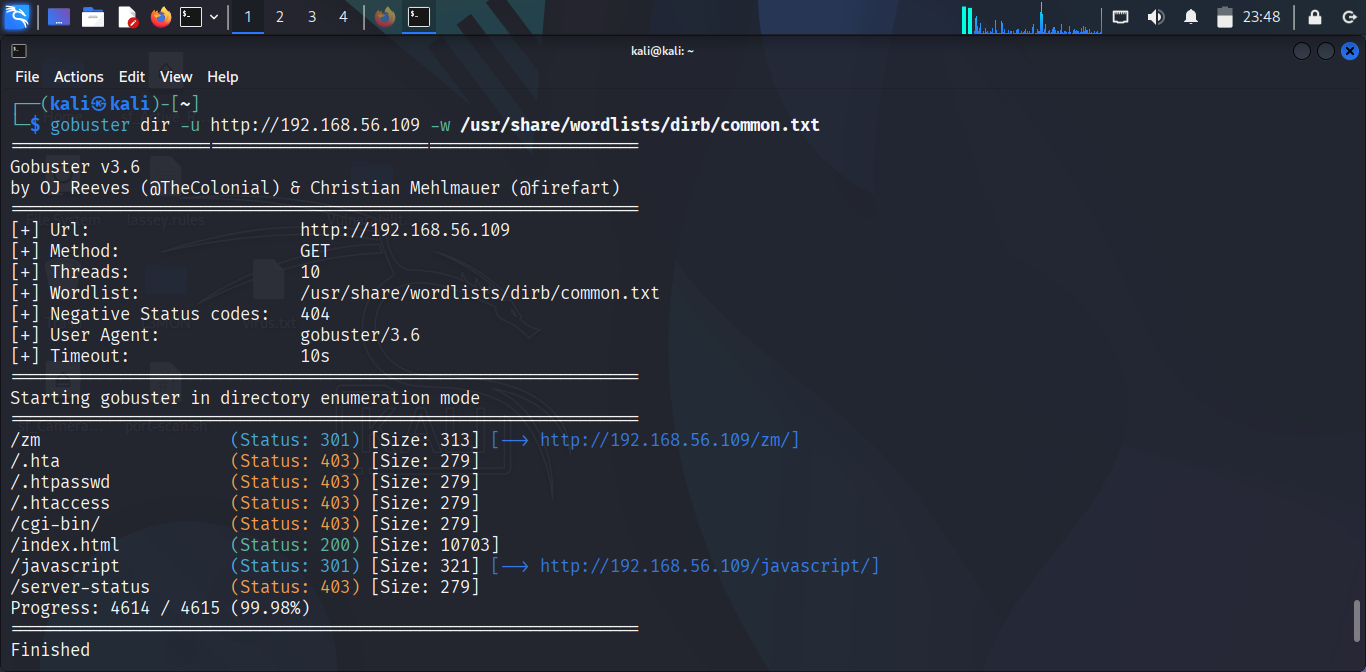 1 2 3 4 23:48
kali@kali: ~
File Actions Edit View Help
┌──(kali㉿kali)-[~]
└─$ gobuster dir -u http://192.168.56.109 -w /usr/share/wordlists/dirb/common.txt
===============================================================
Gobuster v3.6
by OJ Reeves (@TheColonial) & Christian Mehlmauer (@firefart)
===============================================================
[+] Url: http://192.168.56.109
[+] Method: GET
[+] Threads: 10
[+] Wordlist: /usr/share/wordlists/dirb/common.txt
[+] Negative Status codes: 404
[+] User Agent: gobuster/3.6
[+] Timeout: 10s
===============================================================
Starting gobuster in directory enumeration mode
===============================================================
/zm (Status: 301) [Size: 313] [--> http://192.168.56.109/zm/]
/.hta (Status: 403) [Size: 279]
/.htpasswd (Status: 403) [Size: 279]
/.htaccess (Status: 403) [Size: 279]
/cgi-bin/ (Status: 403) [Size: 279]
/index.html (Status: 200) [Size: 10703]
/javascript (Status: 301) [Size: 321] [--> http://192.168.56.109/javascript/]
/server-status (Status: 403) [Size: 279]
Progress: 4614 / 4615 (99.98%)
===============================================================
Finished